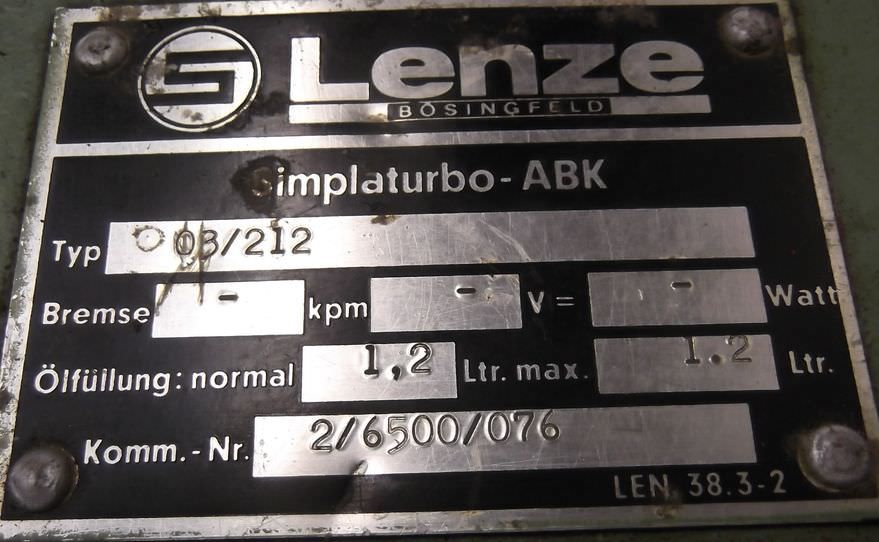 Lenze
BÖSINGFELD
Simplaturbo-ABK
Typ 03/212
Bremse - kpm - V = - Watt
Ölfüllung: normal 1,2 Ltr. max. 1.2 Ltr.
Komm.-Nr. 2/6500/076
LEN. 38.3-2